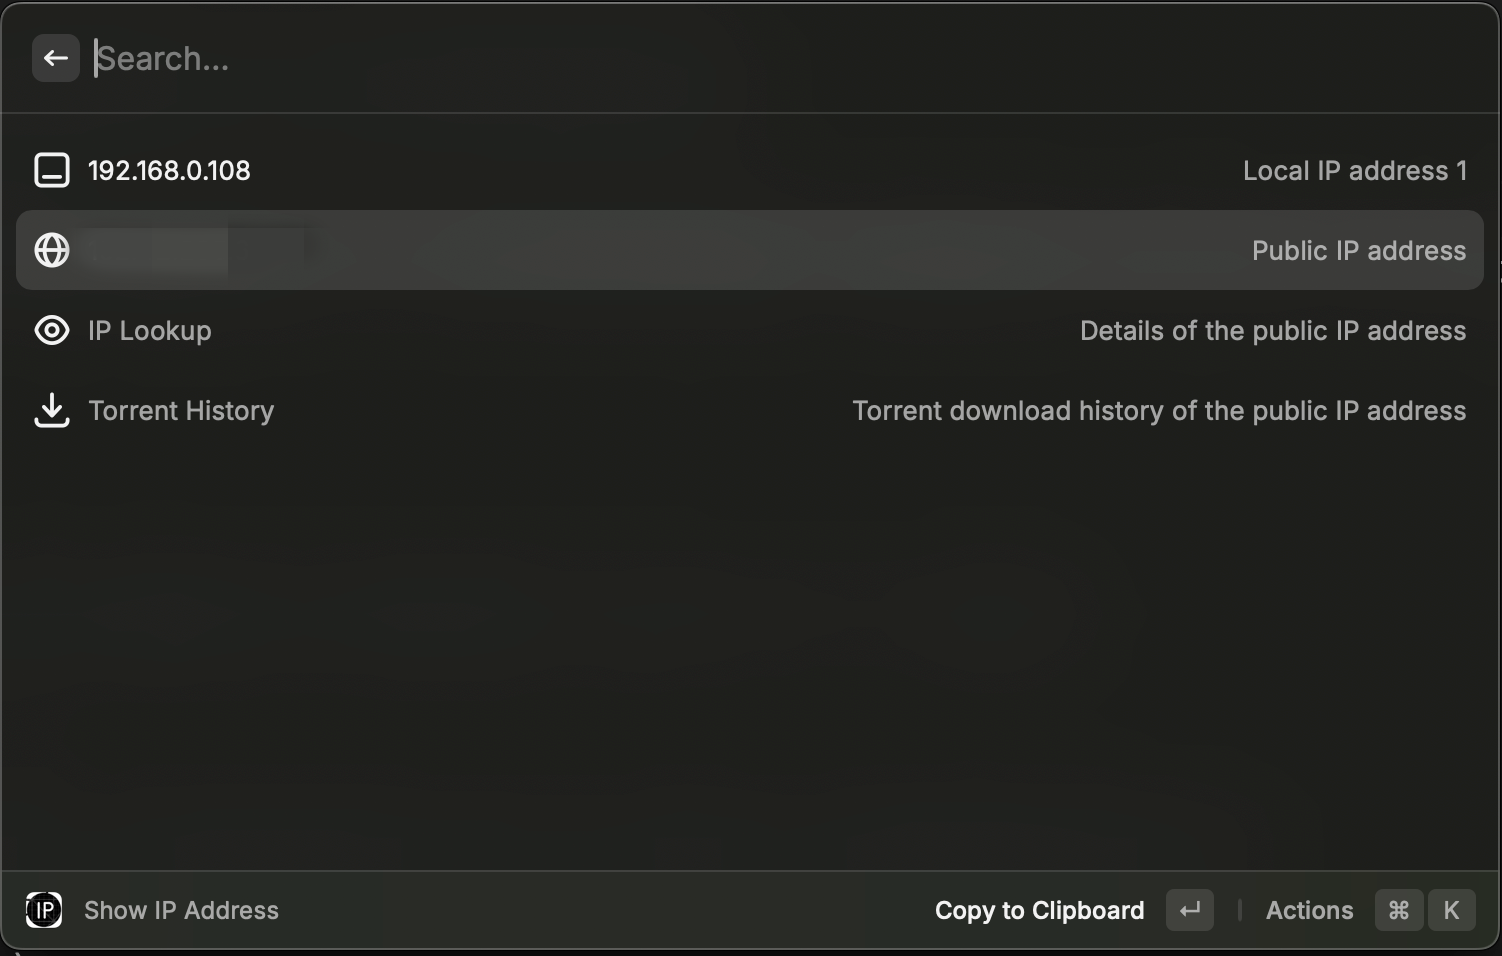 Search...
192.168.0.108 Local IP address 1
Public IP address
IP Lookup Details of the public IP address
Torrent History Torrent download history of the public IP address
IP Show IP Address Copy to Clipboard ↵ | Actions ⌘ K